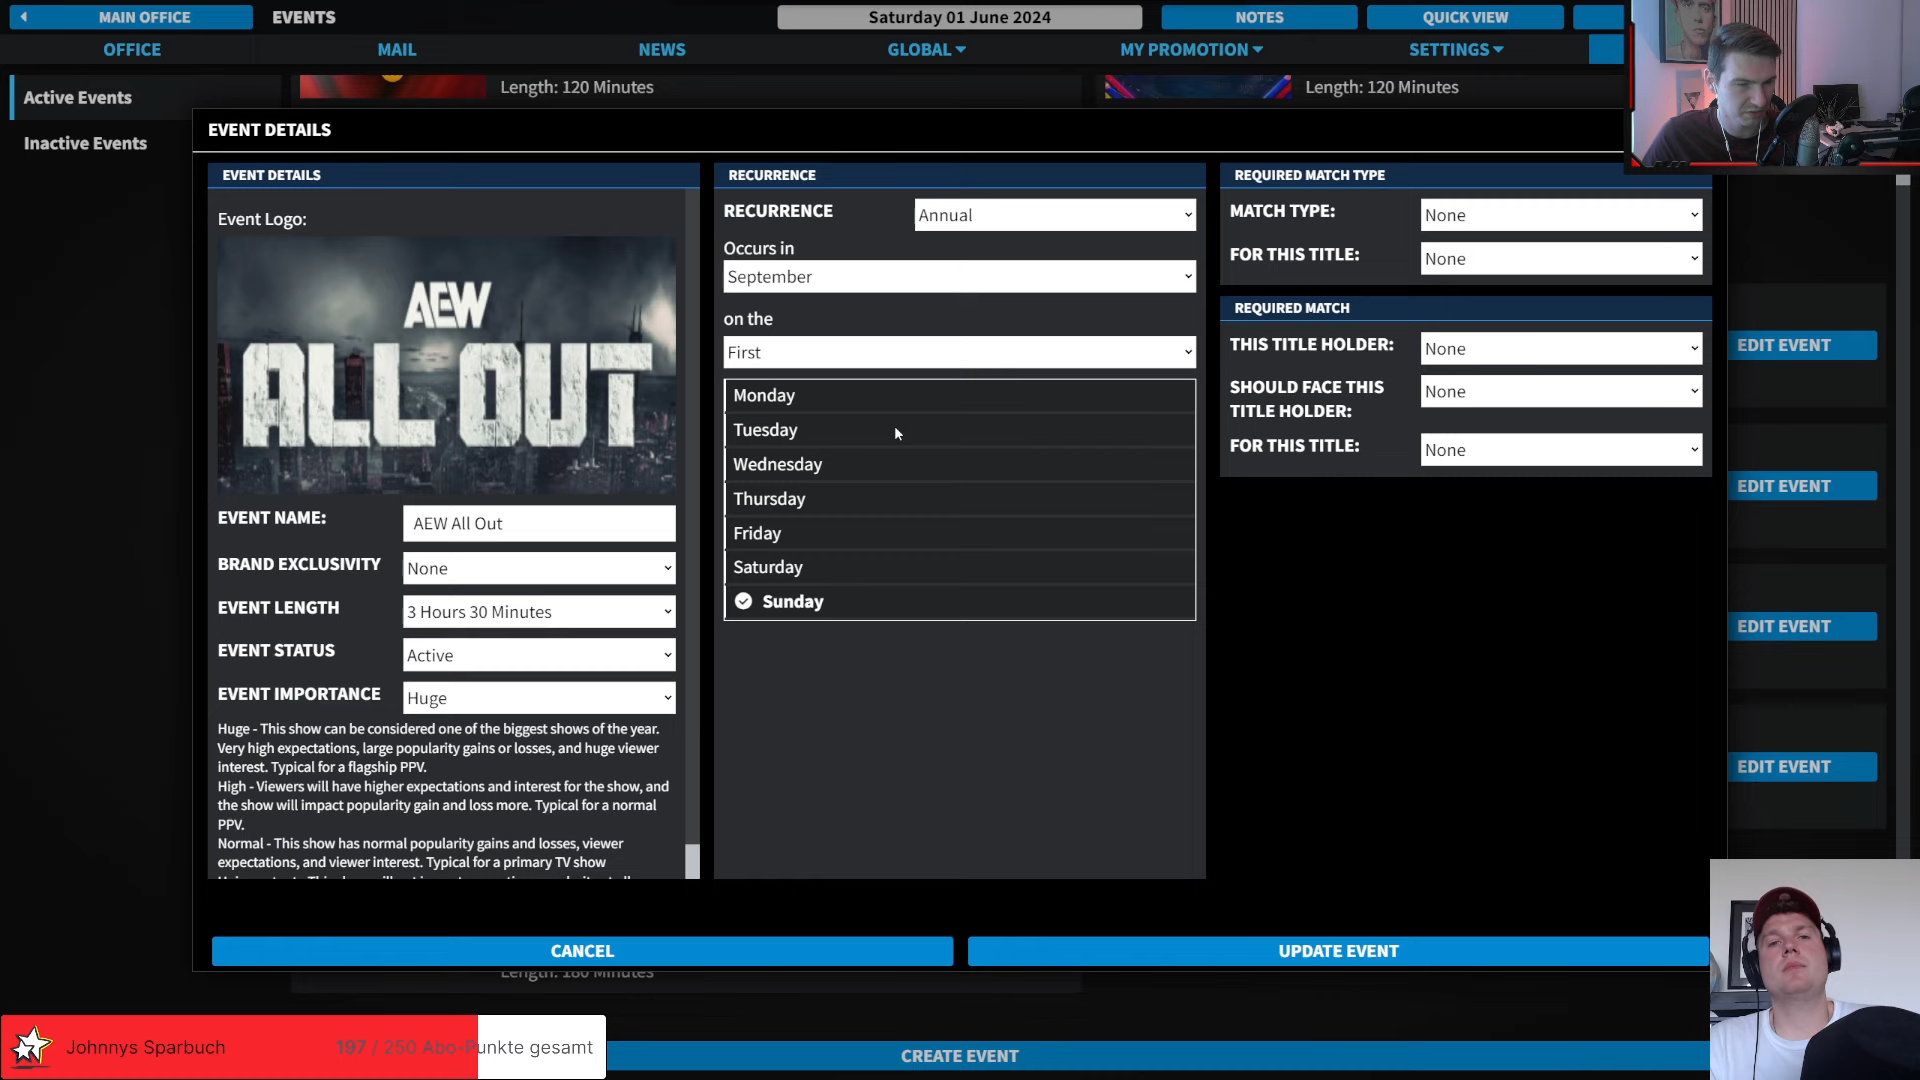 MAIN OFFICE
EVENTS
Saturday 01 June 2024
NOTES
QUICK VIEW
OFFICE
MAIL
NEWS
GLOBAL
MY PROMOTION
SETTINGS
Active Events
Inactive Events
Length: 120 Minutes
Length: 120 Minutes
EVENT DETAILS
EVENT DETAILS
Event Logo:
AEW
ALL OUT
EVENT NAME:
AEW All Out
BRAND EXCLUSIVITY
None
EVENT LENGTH
3 Hours 30 Minutes
EVENT STATUS
Active
EVENT IMPORTANCE
Huge
Huge - This show can be considered one of the biggest shows of the year.
Very high expectations, large popularity gains or losses, and huge viewer
interest. Typical for a flagship PPV.
High - Viewers will have higher expectations and interest for the show, and
the show will impact popularity gain and loss more. Typical for a normal
PPV.
Normal - This show has normal popularity gains and losses, viewer
expectations, and viewer interest. Typical for a primary TV show
RECURRENCE
RECURRENCE
Annual
Occurs in
September
on the
First
Monday
Tuesday
Wednesday
Thursday
Friday
Saturday
Sunday
REQUIRED MATCH TYPE
MATCH TYPE:
None
FOR THIS TITLE:
None
REQUIRED MATCH
THIS TITLE HOLDER:
None
SHOULD FACE THIS
TITLE HOLDER:
None
FOR THIS TITLE:
None
EDIT EVENT
EDIT EVENT
EDIT EVENT
EDIT EVENT
CANCEL
UPDATE EVENT
Length: 180 Minutes
CREATE EVENT
Johnnys Sparbuch
197 / 250 Abo-Punkte gesamt